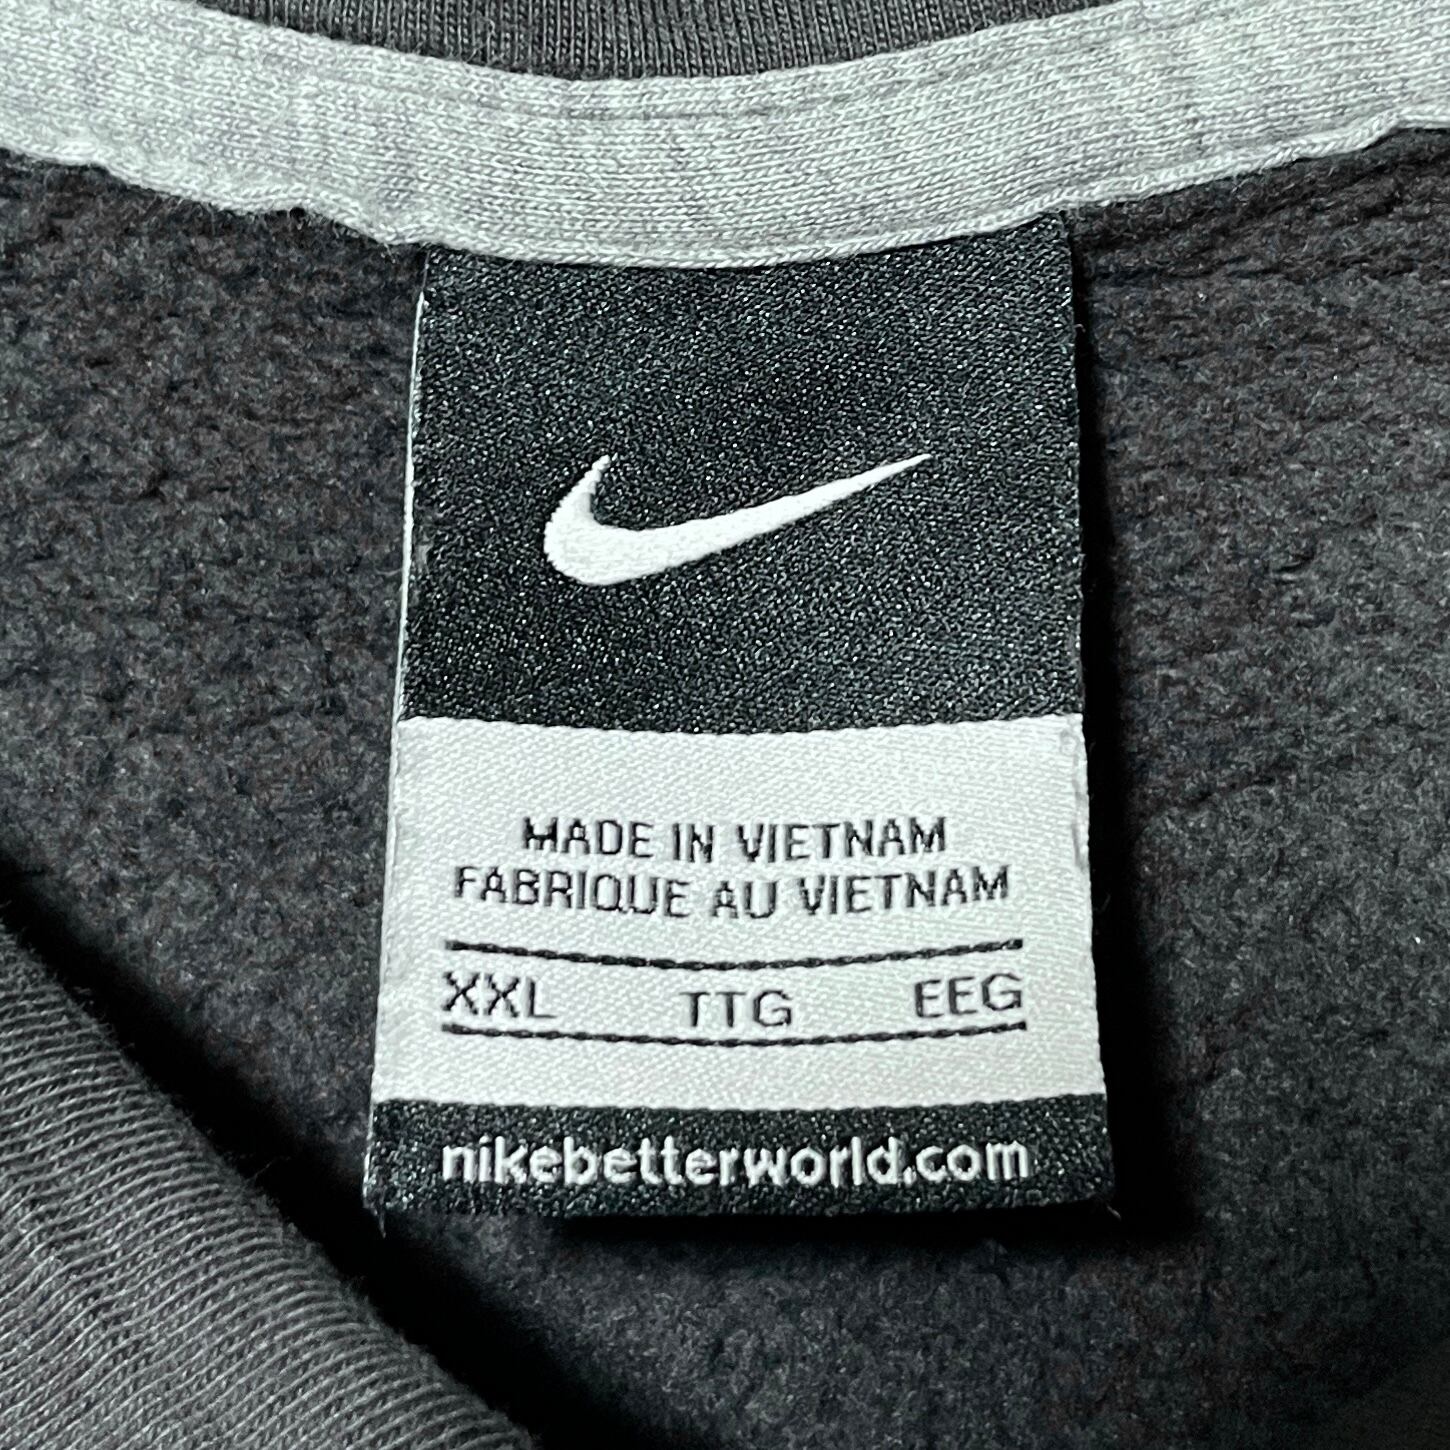 MADE IN VIETNAM
FABRIQUE AU VIETNAM
XXL TTG EEG
nikebetterworld.com